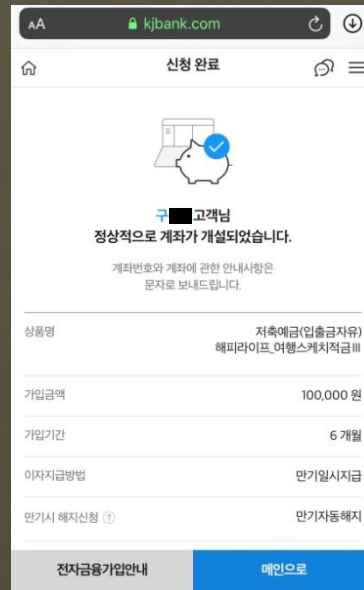 AA kjbank.com
신청 완료
구 고객님
정상적으로 계좌가 개설되었습니다.
계좌번호와 계좌에 관한 안내사항은
문자로 보내드립니다.
상품명 저축예금(입출금자유)
해피라이프_여행스케치적금Ⅲ
가입금액 100,000 원
가입기간 6 개월
이자지급방법 만기일시지급
만기시 해지신청 ? 만기자동해지
전자금융가입안내 메인으로